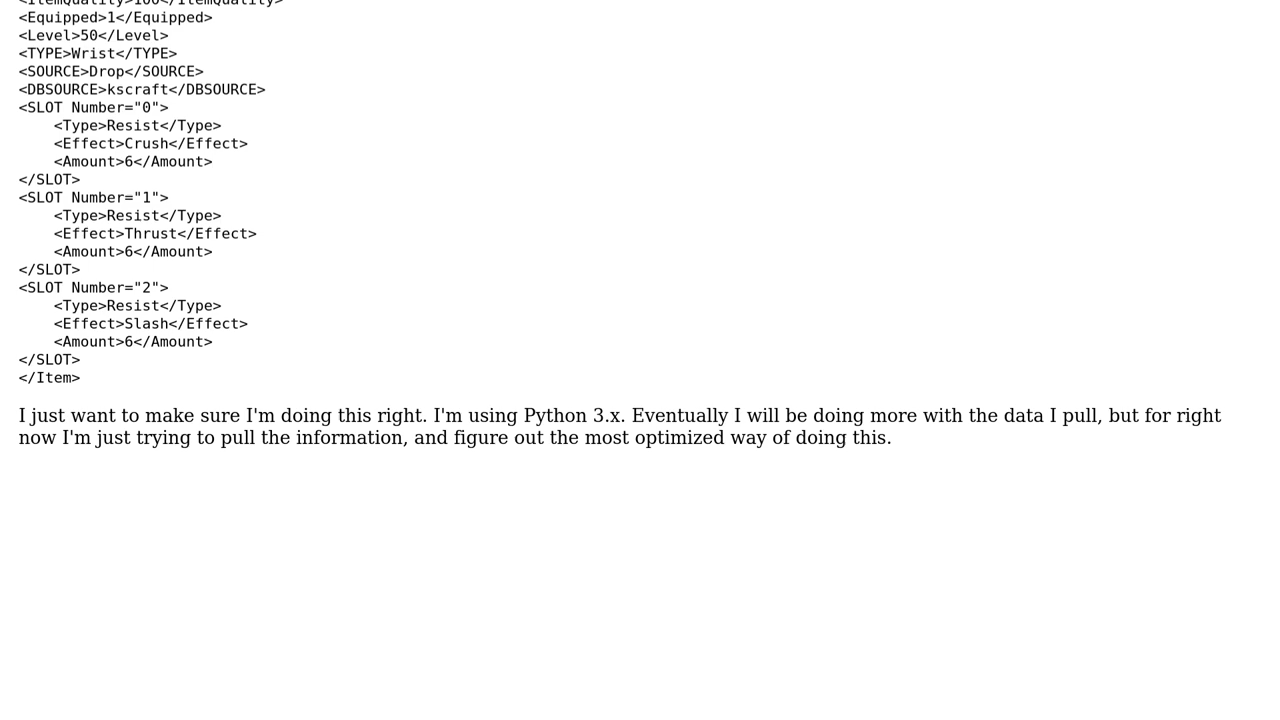 <ItemQuality>100</ItemQuality>
<Equipped>1</Equipped>
<Level>50</Level>
<TYPE>Wrist</TYPE>
<SOURCE>Drop</SOURCE>
<DBSOURCE>kscraft</DBSOURCE>
<SLOT Number="0">
    <Type>Resist</Type>
    <Effect>Crush</Effect>
    <Amount>6</Amount>
</SLOT>
<SLOT Number="1">
    <Type>Resist</Type>
    <Effect>Thrust</Effect>
    <Amount>6</Amount>
</SLOT>
<SLOT Number="2">
    <Type>Resist</Type>
    <Effect>Slash</Effect>
    <Amount>6</Amount>
</SLOT>
</Item>
I just want to make sure I'm doing this right. I'm using Python 3.x. Eventually I will be doing more with the data I pull, but for right
now I'm just trying to pull the information, and figure out the most optimized way of doing this.